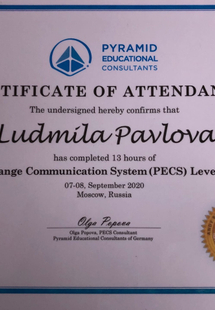 PYRAMID
EDUCATIONAL
CONSULTANTS
TIFICATE OF ATTENDAN
The undersigned hereby confirms that
Ludmila Pavlova
has completed 13 hours of
ange Communication System (PECS) Leve
07-08, September 2020
Moscow, Russia
Olga Popova
Olga Popova, PECS Consultant
Pyramid Educational Consultants of Germany